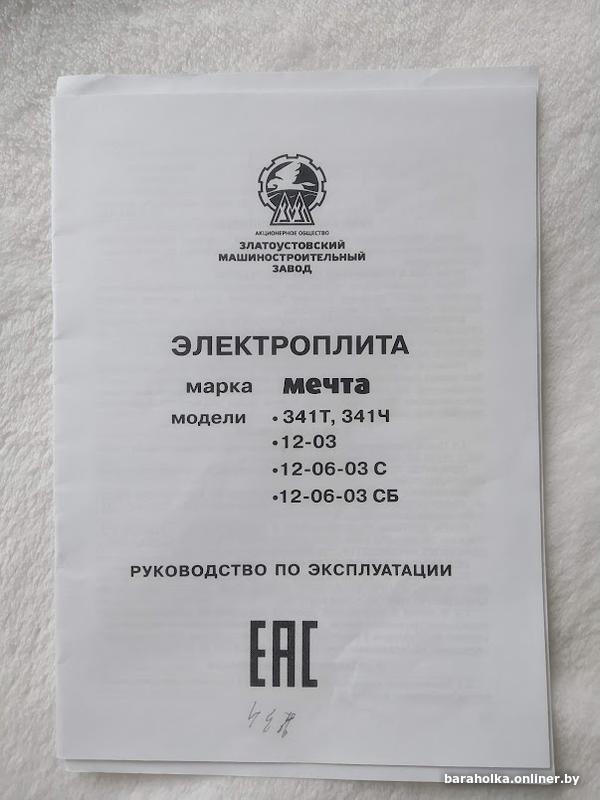 АКЦИОНЕРНОЕ ОБЩЕСТВО
ЗЛАТОУСТОВСКИЙ
МАШИНОСТРОИТЕЛЬНЫЙ
ЗАВОД
ЭЛЕКТРОПЛИТА
марка мечта
модели • 341Т, 341Ч
•12-03
•12-06-03 С
•12-06-03 СБ
РУКОВОДСТВО ПО ЭКСПЛУАТАЦИИ
ЕАС
baraholka.onliner.by